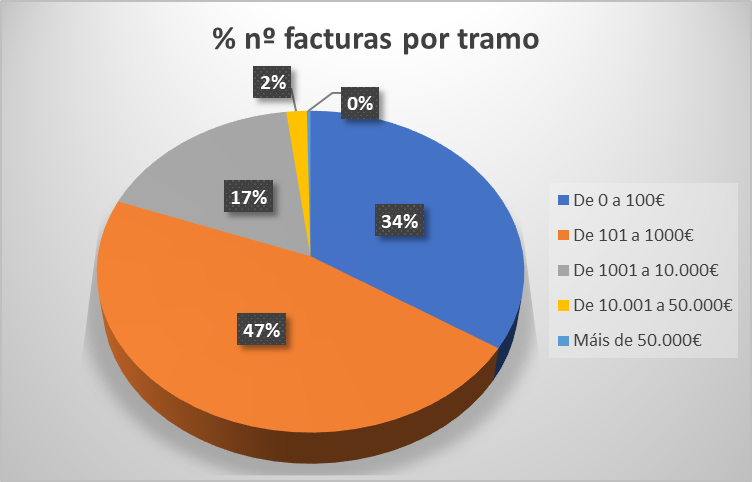 % nº facturas por tramo
2%
0%
17%
34%
47%
De 0 a 100€
De 101 a 1000€
De 1001 a 10.000€
De 10.001 a 50.000€
Máis de 50.000€